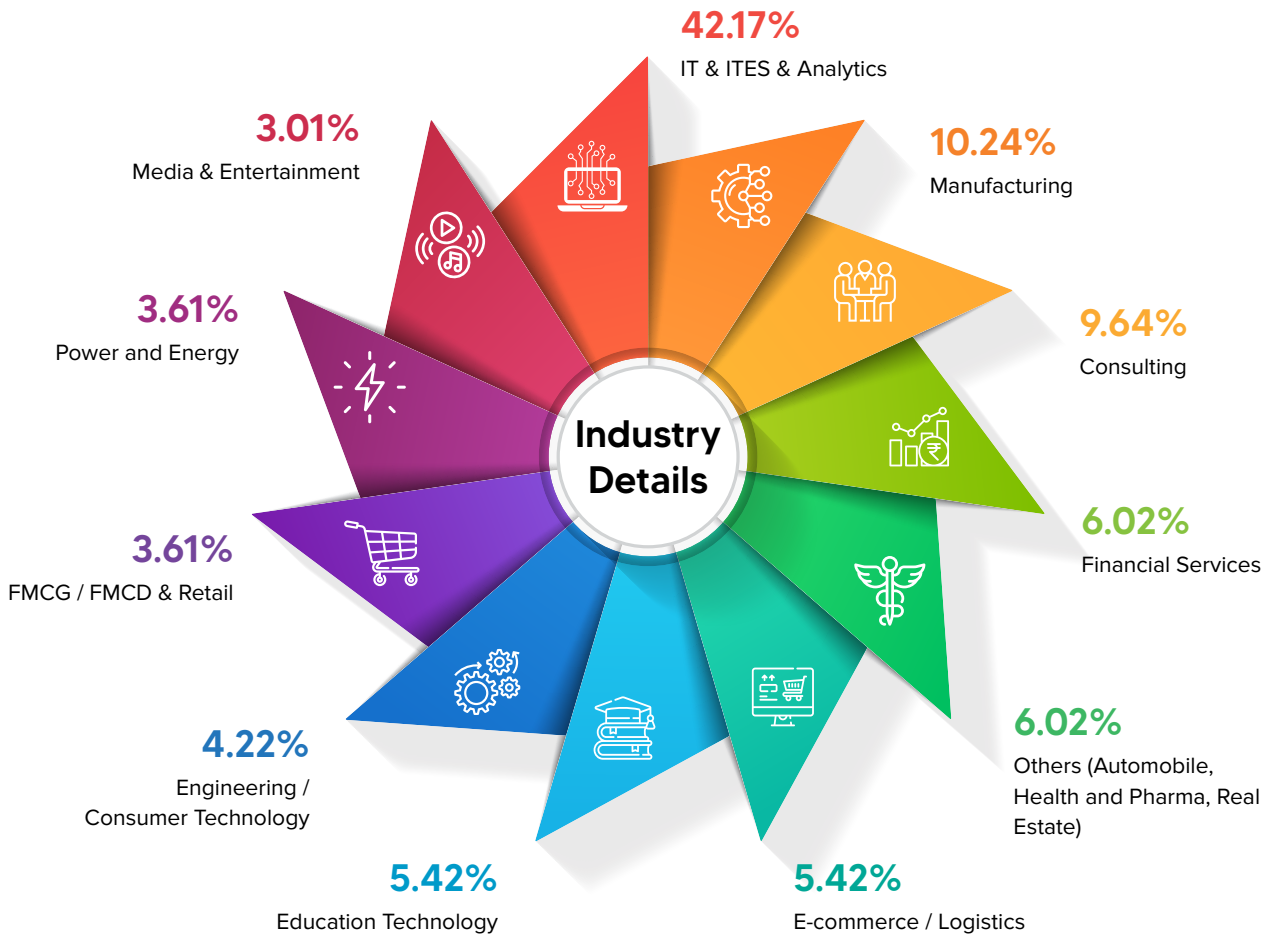 42.17%
IT & ITES & Analytics
10.24%
Manufacturing
9.64%
Consulting
6.02%
Financial Services
6.02%
Others (Automobile,
Health and Pharma, Real
Estate)
5.42%
E-commerce / Logistics
5.42%
Education Technology
4.22%
Engineering /
Consumer Technology
3.61%
FMCG / FMCD & Retail
3.61%
Power and Energy
3.01%
Media & Entertainment
Industry
Details
₹